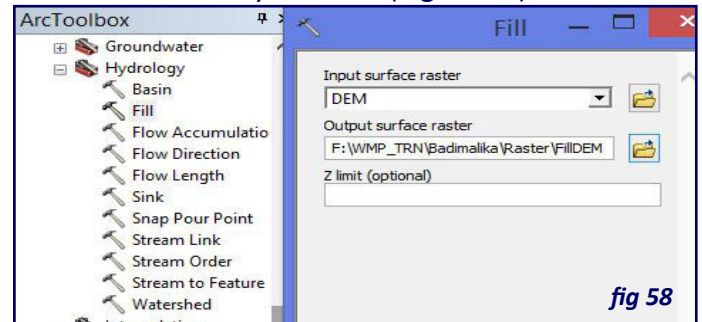 ArcToolbox
Groundwater
Hydrology
Basin
Fill
Flow Accumulatio
Flow Direction
Flow Length
Sink
Snap Pour Point
Stream Link
Stream Order
Stream to Feature
Watershed
Fill
Input surface raster
DEM
Output surface raster
F:\WMP_TRN\Badimalika\Raster\FillDEM
Z limit (optional)
fig 58